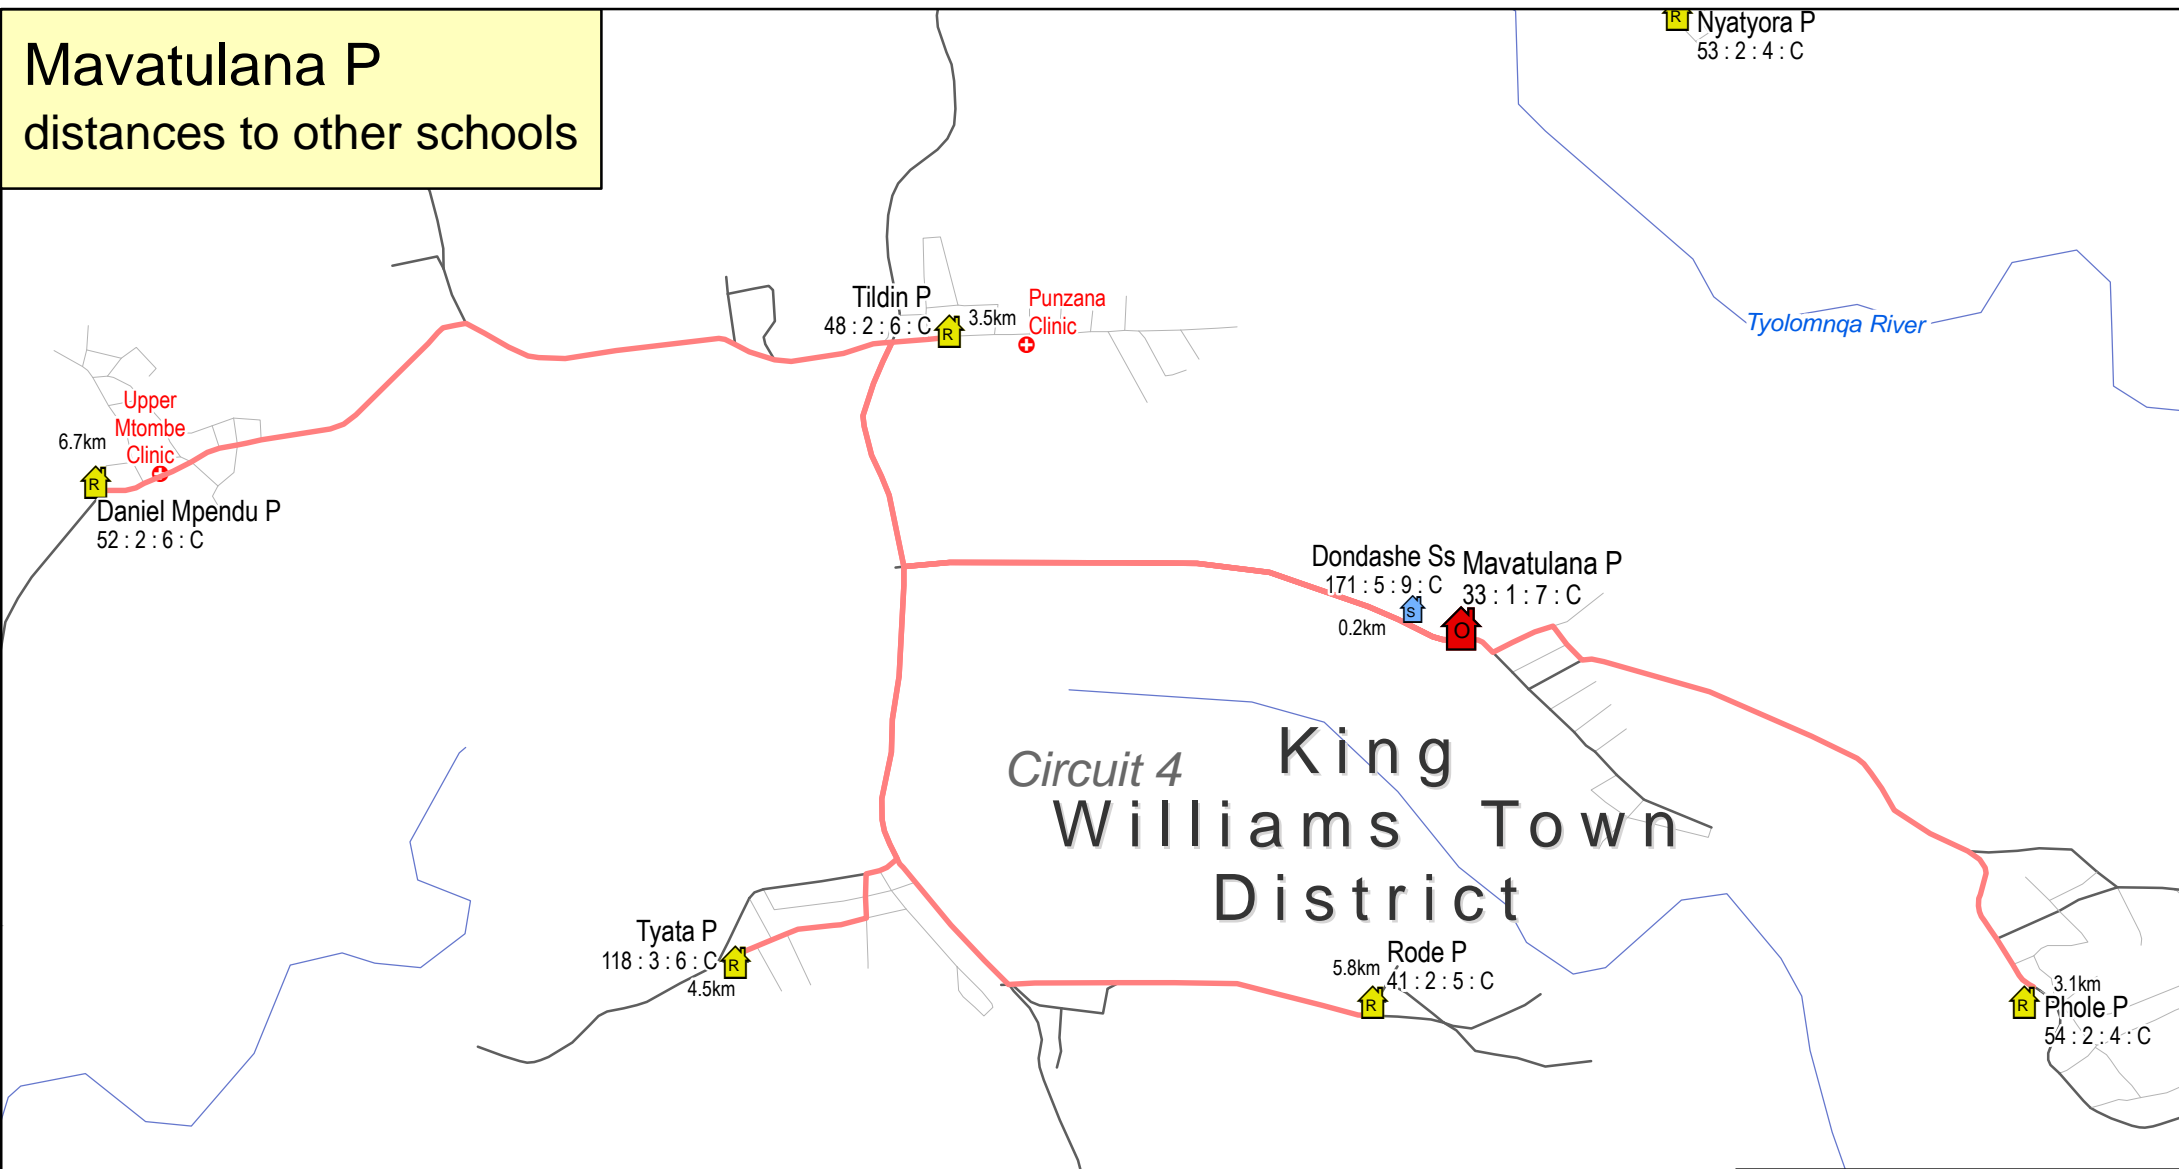 Mavatulana P
distances to other schools
R
Nyatyora P
53 : 2 : 4 : C
Tyolomnqa River
Tildin P
48 : 2 : 6 : C
R
3.5km
Punzana
Clinic
Upper
Mtombe
Clinic
6.7km
R
Daniel Mpendu P
52 : 2 : 6 : C
Dondashe Ss
171 : 5 : 9 : C
S
0.2km
Mavatulana P
33 : 1 : 7 : C
O
Circuit 4
King
Williams Town
District
Tyata P
118 : 3 : 6 : C
R
4.5km
Rode P
5.8km
41 : 2 : 5 : C
R
3.1km
R
Phole P
54 : 2 : 4 : C